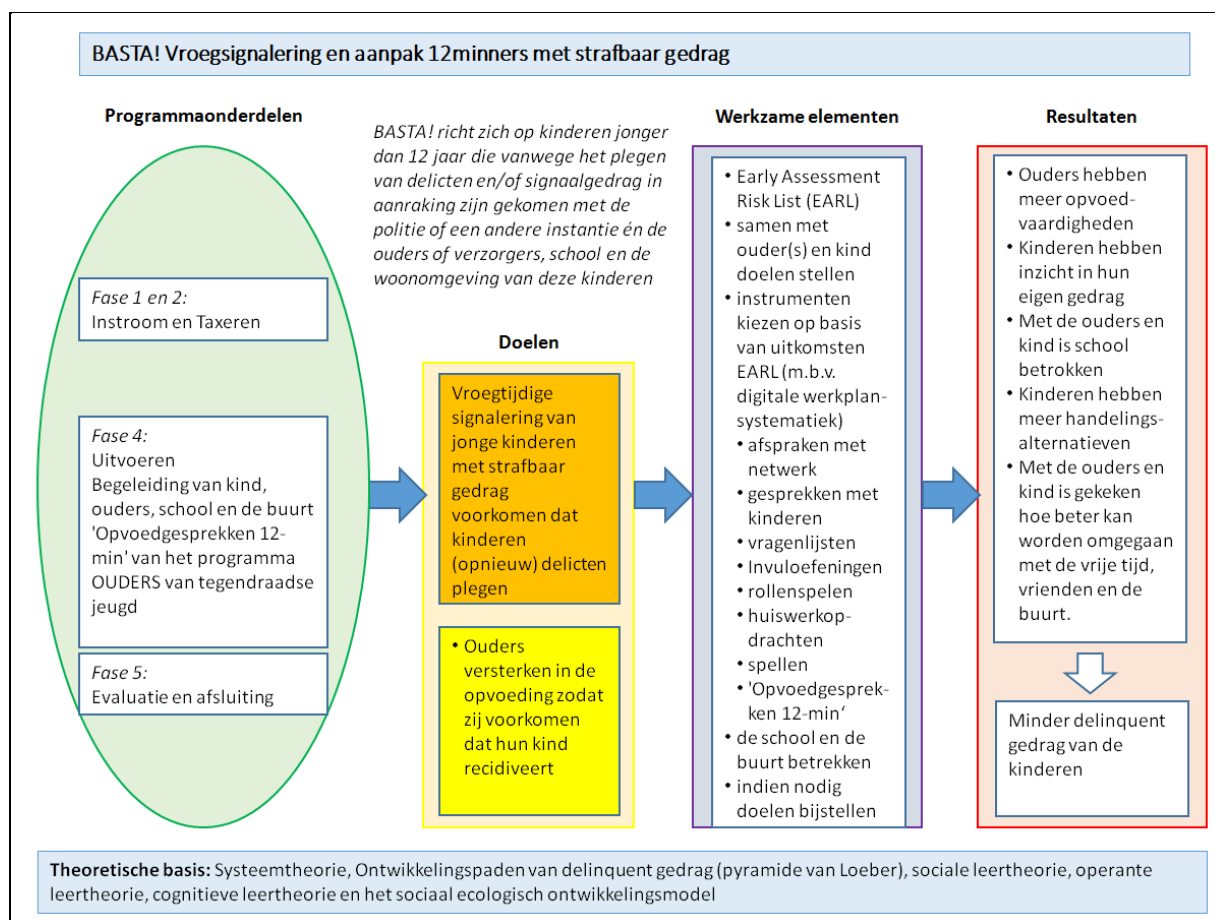 BASTA! Vroegsignalering en aanpak 12minners met strafbaar gedrag
Programmaonderdelen
Fase 1 en 2:
Instroom en Taxeren
Fase 4:
Uitvoeren
Begeleiding van kind,
ouders, school en de buurt
'Opvoedgesprekken 12-
min' van het programma
OUDERS van tegendraadse
jeugd
Fase 5:
Evaluatie en afsluiting
BASTA! richt zich op kinderen jonger
dan 12 jaar die vanwege het plegen
van delicten en/of signaalgedrag in
aanraking zijn gekomen met de
politie of een andere instantie én de
ouders of verzorgers, school en de
woonomgeving van deze kinderen
Doelen
Vroegtijdige
signalering van
jonge kinderen
met strafbaar
gedrag
voorkomen dat
kinderen
(opnieuw) delicten
plegen
• Ouders
versterken in de
opvoeding zodat
zij voorkomen
dat hun kind
recidiveert
Werkzame elementen
• Early Assessment
Risk List (EARL)
• samen met
ouder(s) en kind
doelen stellen
• instrumenten
kiezen op basis
van uitkomsten
EARL (m.b.v.
digitale werkplan-
systematiek)
• afspraken met
netwerk
• gesprekken met
kinderen
• vragenlijsten
• Invuloefeningen
• rollenspelen
• huiswerkop-
drachten
• spellen
• 'Opvoedgesprek-
ken 12-min‘
• de school en de
buurt betrekken
• indien nodig
doelen bijstellen
Resultaten
• Ouders hebben
meer opvoed-
vaardigheden
• Kinderen hebben
inzicht in hun
eigen gedrag
• Met de ouders en
kind is school
betrokken
• Kinderen hebben
meer handelings-
alternatieven
• Met de ouders en
kind is gekeken
hoe beter kan
worden omgegaan
met de vrije tijd,
vrienden en de
buurt.
Minder delinquent
gedrag van de
kinderen
Theoretische basis: Systeemtheorie, Ontwikkelingspaden van delinquent gedrag (pyramide van Loeber), sociale leertheorie, operante
leertheorie, cognitieve leertheorie en het sociaal ecologisch ontwikkelingsmodel